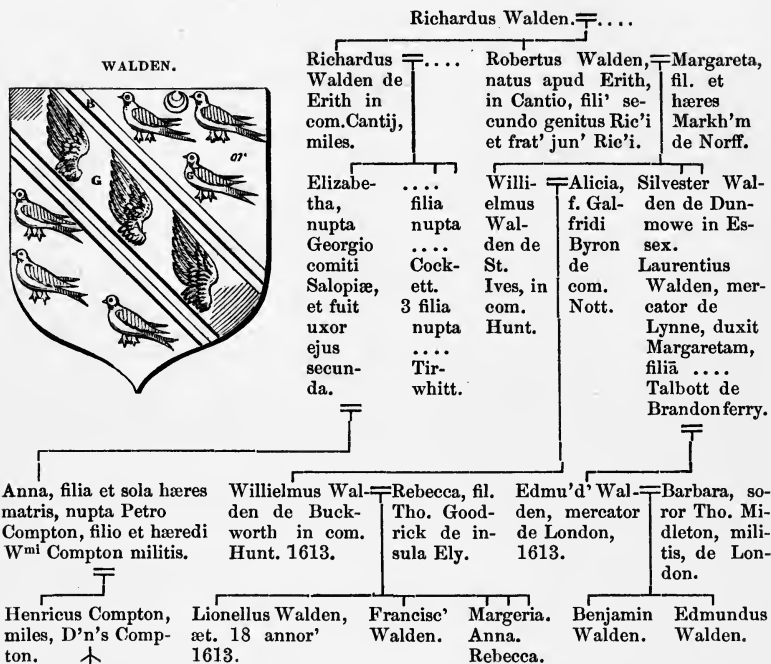 Richardus Walden.=....
WALDEN.
B
G
or
G
Richardus =....
Walden de
Erith in
com.Cantij,
miles.
Robertus Walden,=
natus apud Erith,
in Cantio, fili' se-
cundo genitus Ric'i
et frat' jun' Ric'i.
Margareta,
fil. et
hæres
Markh'm
de Norff.
Elizabe-
tha,
nupta
Georgio
comiti
Salopiæ,
et fuit
uxor
ejus
secun-
da.
....
filia
nupta
....
Cock-
ett.
3 filia
nupta
....
Tir-
whitt.
Willi-
elmus
Wal-
den de
St.
Ives, in
com.
Hunt.
=Alicia,
f. Gal-
fridi
Byron
de
com.
Nott.
Silvester Wal-
den de Dun-
mowe in Es-
sex.
Laurentius
Walden, mer-
cator de
Lynne, duxit
Margaretam,
filiā ....
Talbott de
Brandonferry.
Anna, filia et sola hæres
matris, nupta Petro
Compton, filio et hæredi
Wmi Compton militis.
Willielmus Wal-
den de Buck-
worth in com.
Hunt. 1613.
=Rebecca, fil.
Tho. Good-
rick de in-
sula Ely.
Edmu'd' Wal-
den, mercator
de London,
1613.
=Barbara, so-
ror Tho. Mi-
dleton, mili-
tis, de Lon-
don.
Henricus Compton,
miles, D'n's Comp-
ton.
Lionellus Walden,
æt. 18 annor'
1613.
Francisc'
Walden.
Margeria.
Anna.
Rebecca.
Benjamin
Walden.
Edmundus
Walden.